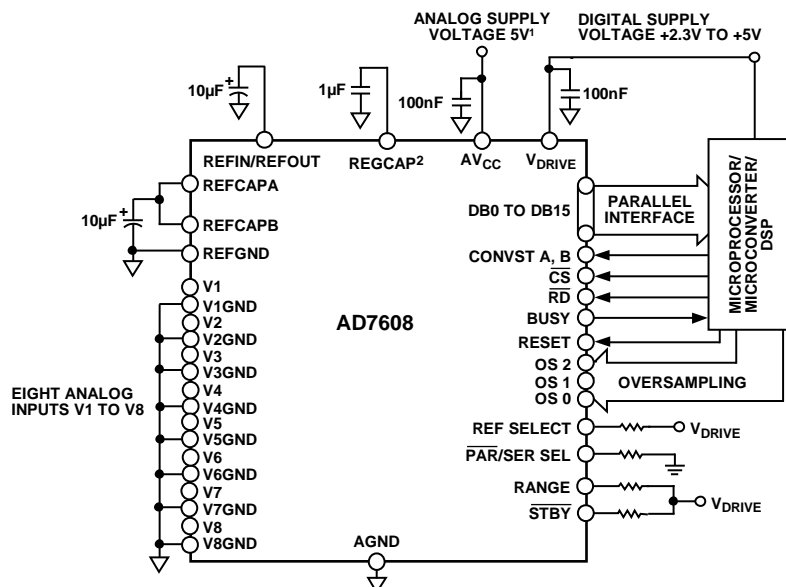 ANALOG SUPPLY
VOLTAGE 5V¹
DIGITAL SUPPLY
VOLTAGE +2.3V TO +5V
10µF
+
1µF
100nF
100nF
REFIN/REFOUT
REGCAP²
AVCC
VDRIVE
REFCAPA
10µF
+
REFCAPB
REFGND
DB0 TO DB15
PARALLEL
INTERFACE
MICROPROCESSOR/
MICROCONVERTER/
DSP
CONVST A, B
CS
RD
BUSY
RESET
OS 2
OS 1
OS 0
OVERSAMPLING
AD7608
V1
V1GND
V2
V2GND
V3
V3GND
V4
V4GND
V5
V5GND
V6
V6GND
V7
V7GND
V8
V8GND
EIGHT ANALOG
INPUTS V1 TO V8
REF SELECT
VDRIVE
PAR/SER SEL
RANGE
STBY
VDRIVE
AGND